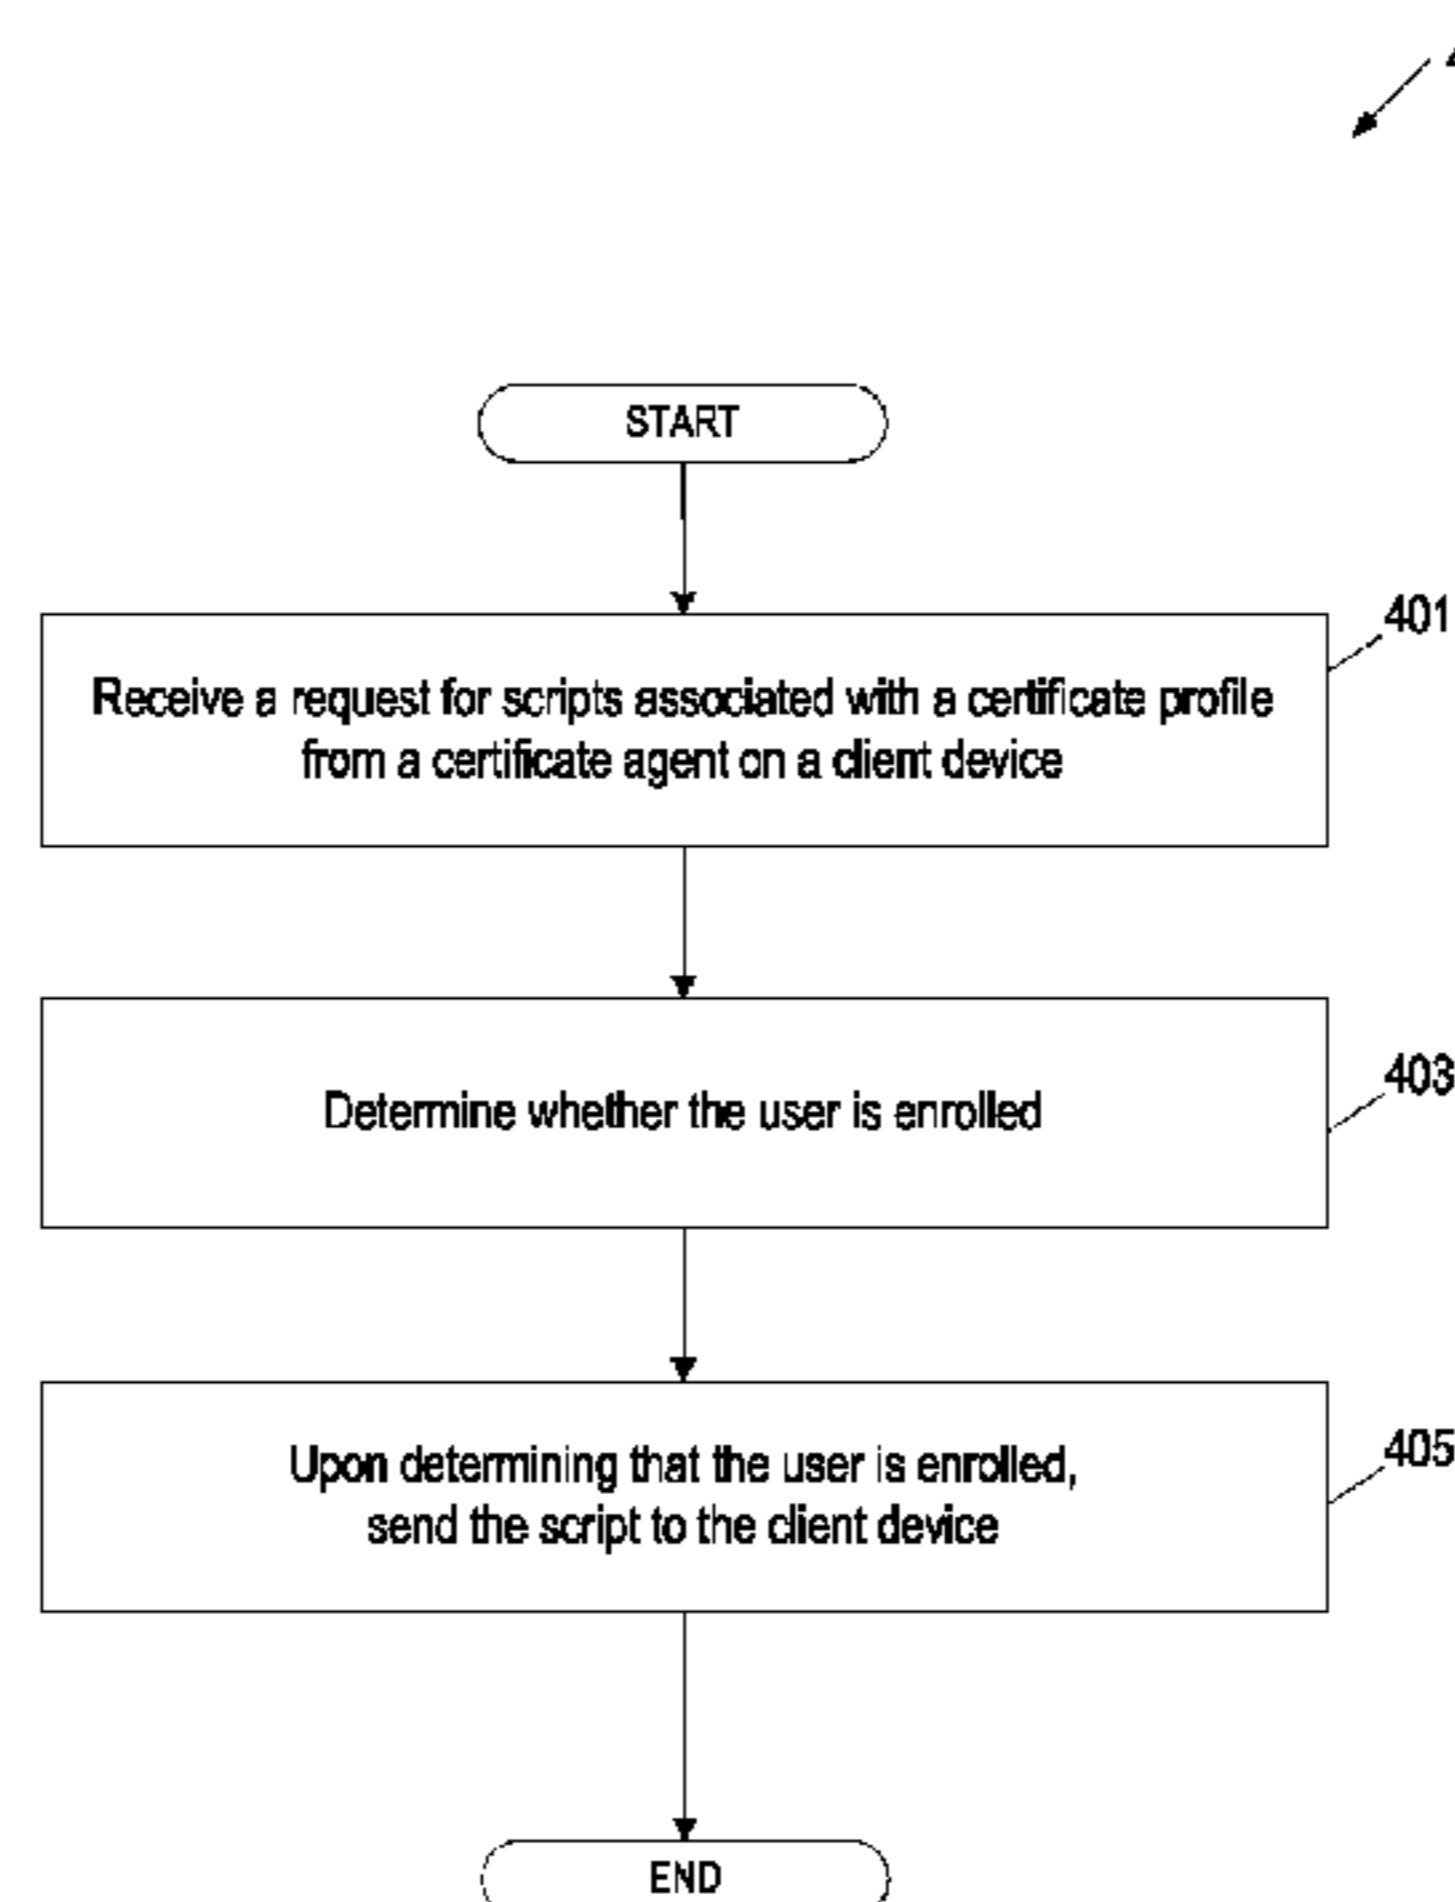 START
401
Receive a request for scripts associated with a certificate profile
from a certificate agent on a client device
403
Determine whether the user is enrolled
405
Upon determining that the user is enrolled,
send the script to the client device
END